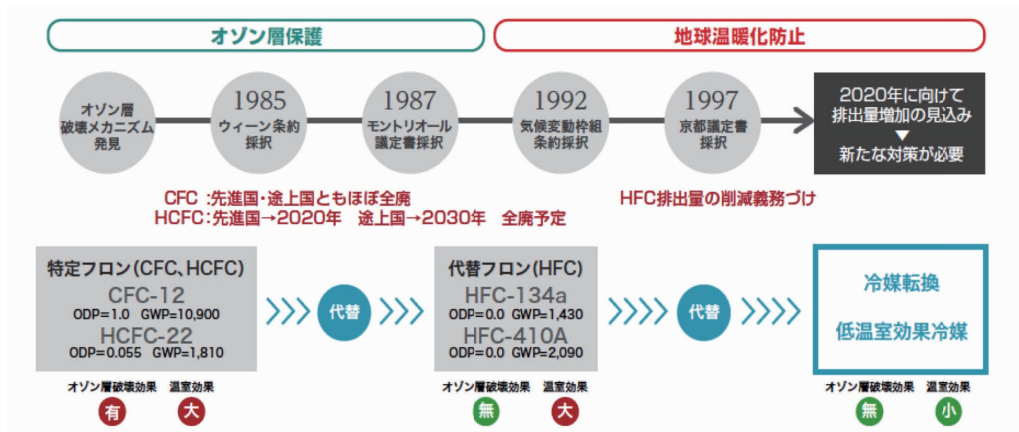 オゾン層保護
地球温暖化防止
オゾン層
破壊メカニズム
発見
1985
ウィーン条約
採択
1987
モントリオール
議定書採択
1992
気候変動枠組
条約採択
1997
京都議定書
採択
2020年に向けて
排出量増加の見込み
▼
新たな対策が必要
CFC :先進国・途上国ともほぼ全廃
HCFC:先進国→2020年 途上国→2030年 全廃予定
HFC排出量の削減義務づけ
特定フロン(CFC、HCFC)
CFC-12
ODP=1.0 GWP=10,900
HCFC-22
ODP=0.055 GWP=1,810
代替
代替フロン(HFC)
HFC-134a
ODP=0.0 GWP=1,430
HFC-410A
ODP=0.0 GWP=2,090
代替
冷媒転換
低温室効果冷媒
オゾン層破壊効果 温室効果
有 大
オゾン層破壊効果 温室効果
無 大
オゾン層破壊効果 温室効果
無 小